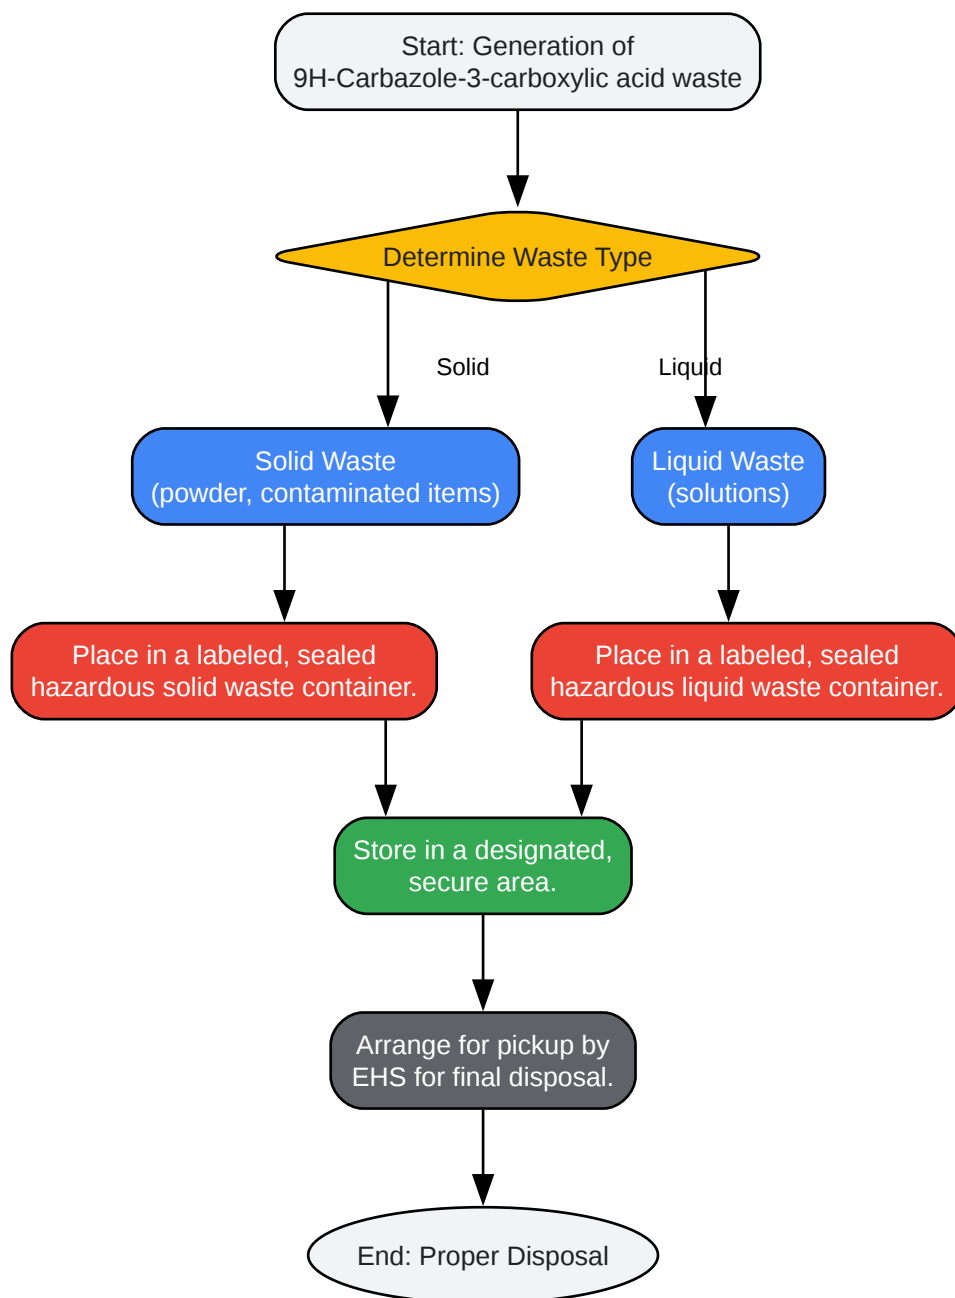 Start: Generation of
9H-Carbazole-3-carboxylic acid waste
Determine Waste Type
Solid
Liquid
Solid Waste
(powder, contaminated items)
Liquid Waste
(solutions)
Place in a labeled, sealed
hazardous solid waste container.
Place in a labeled, sealed
hazardous liquid waste container.
Store in a designated,
secure area.
Arrange for pickup by
EHS for final disposal.
End: Proper Disposal